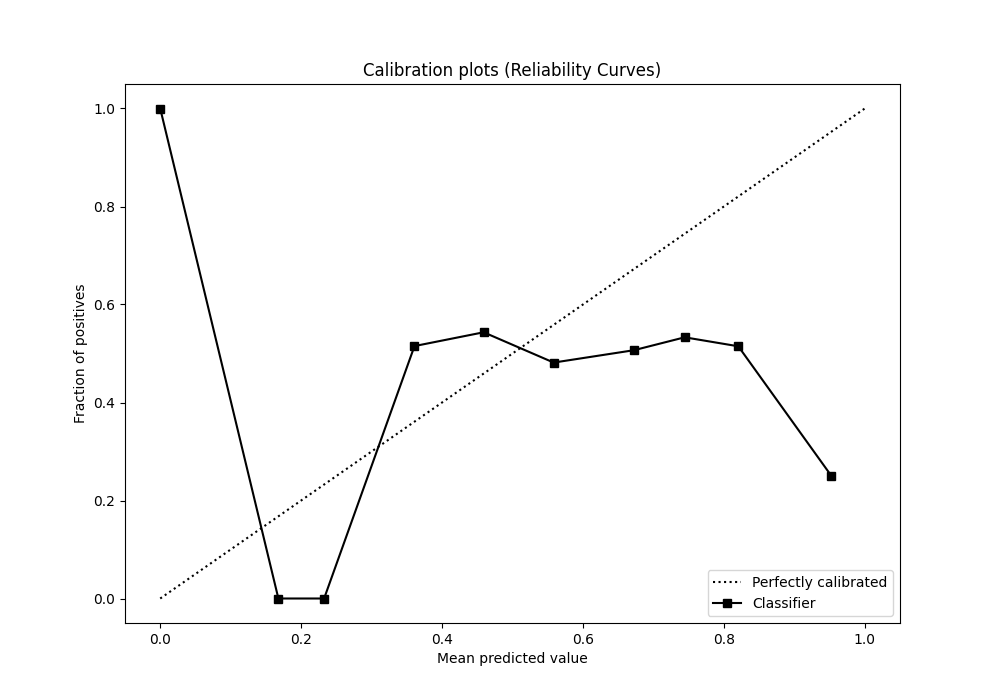 Calibration plots (Reliability Curves)
Fraction of positives
1.0
0.8
0.6
0.4
0.2
0.0
0.0 0.2 0.4 0.6 0.8 1.0
Mean predicted value
Perfectly calibrated
Classifier